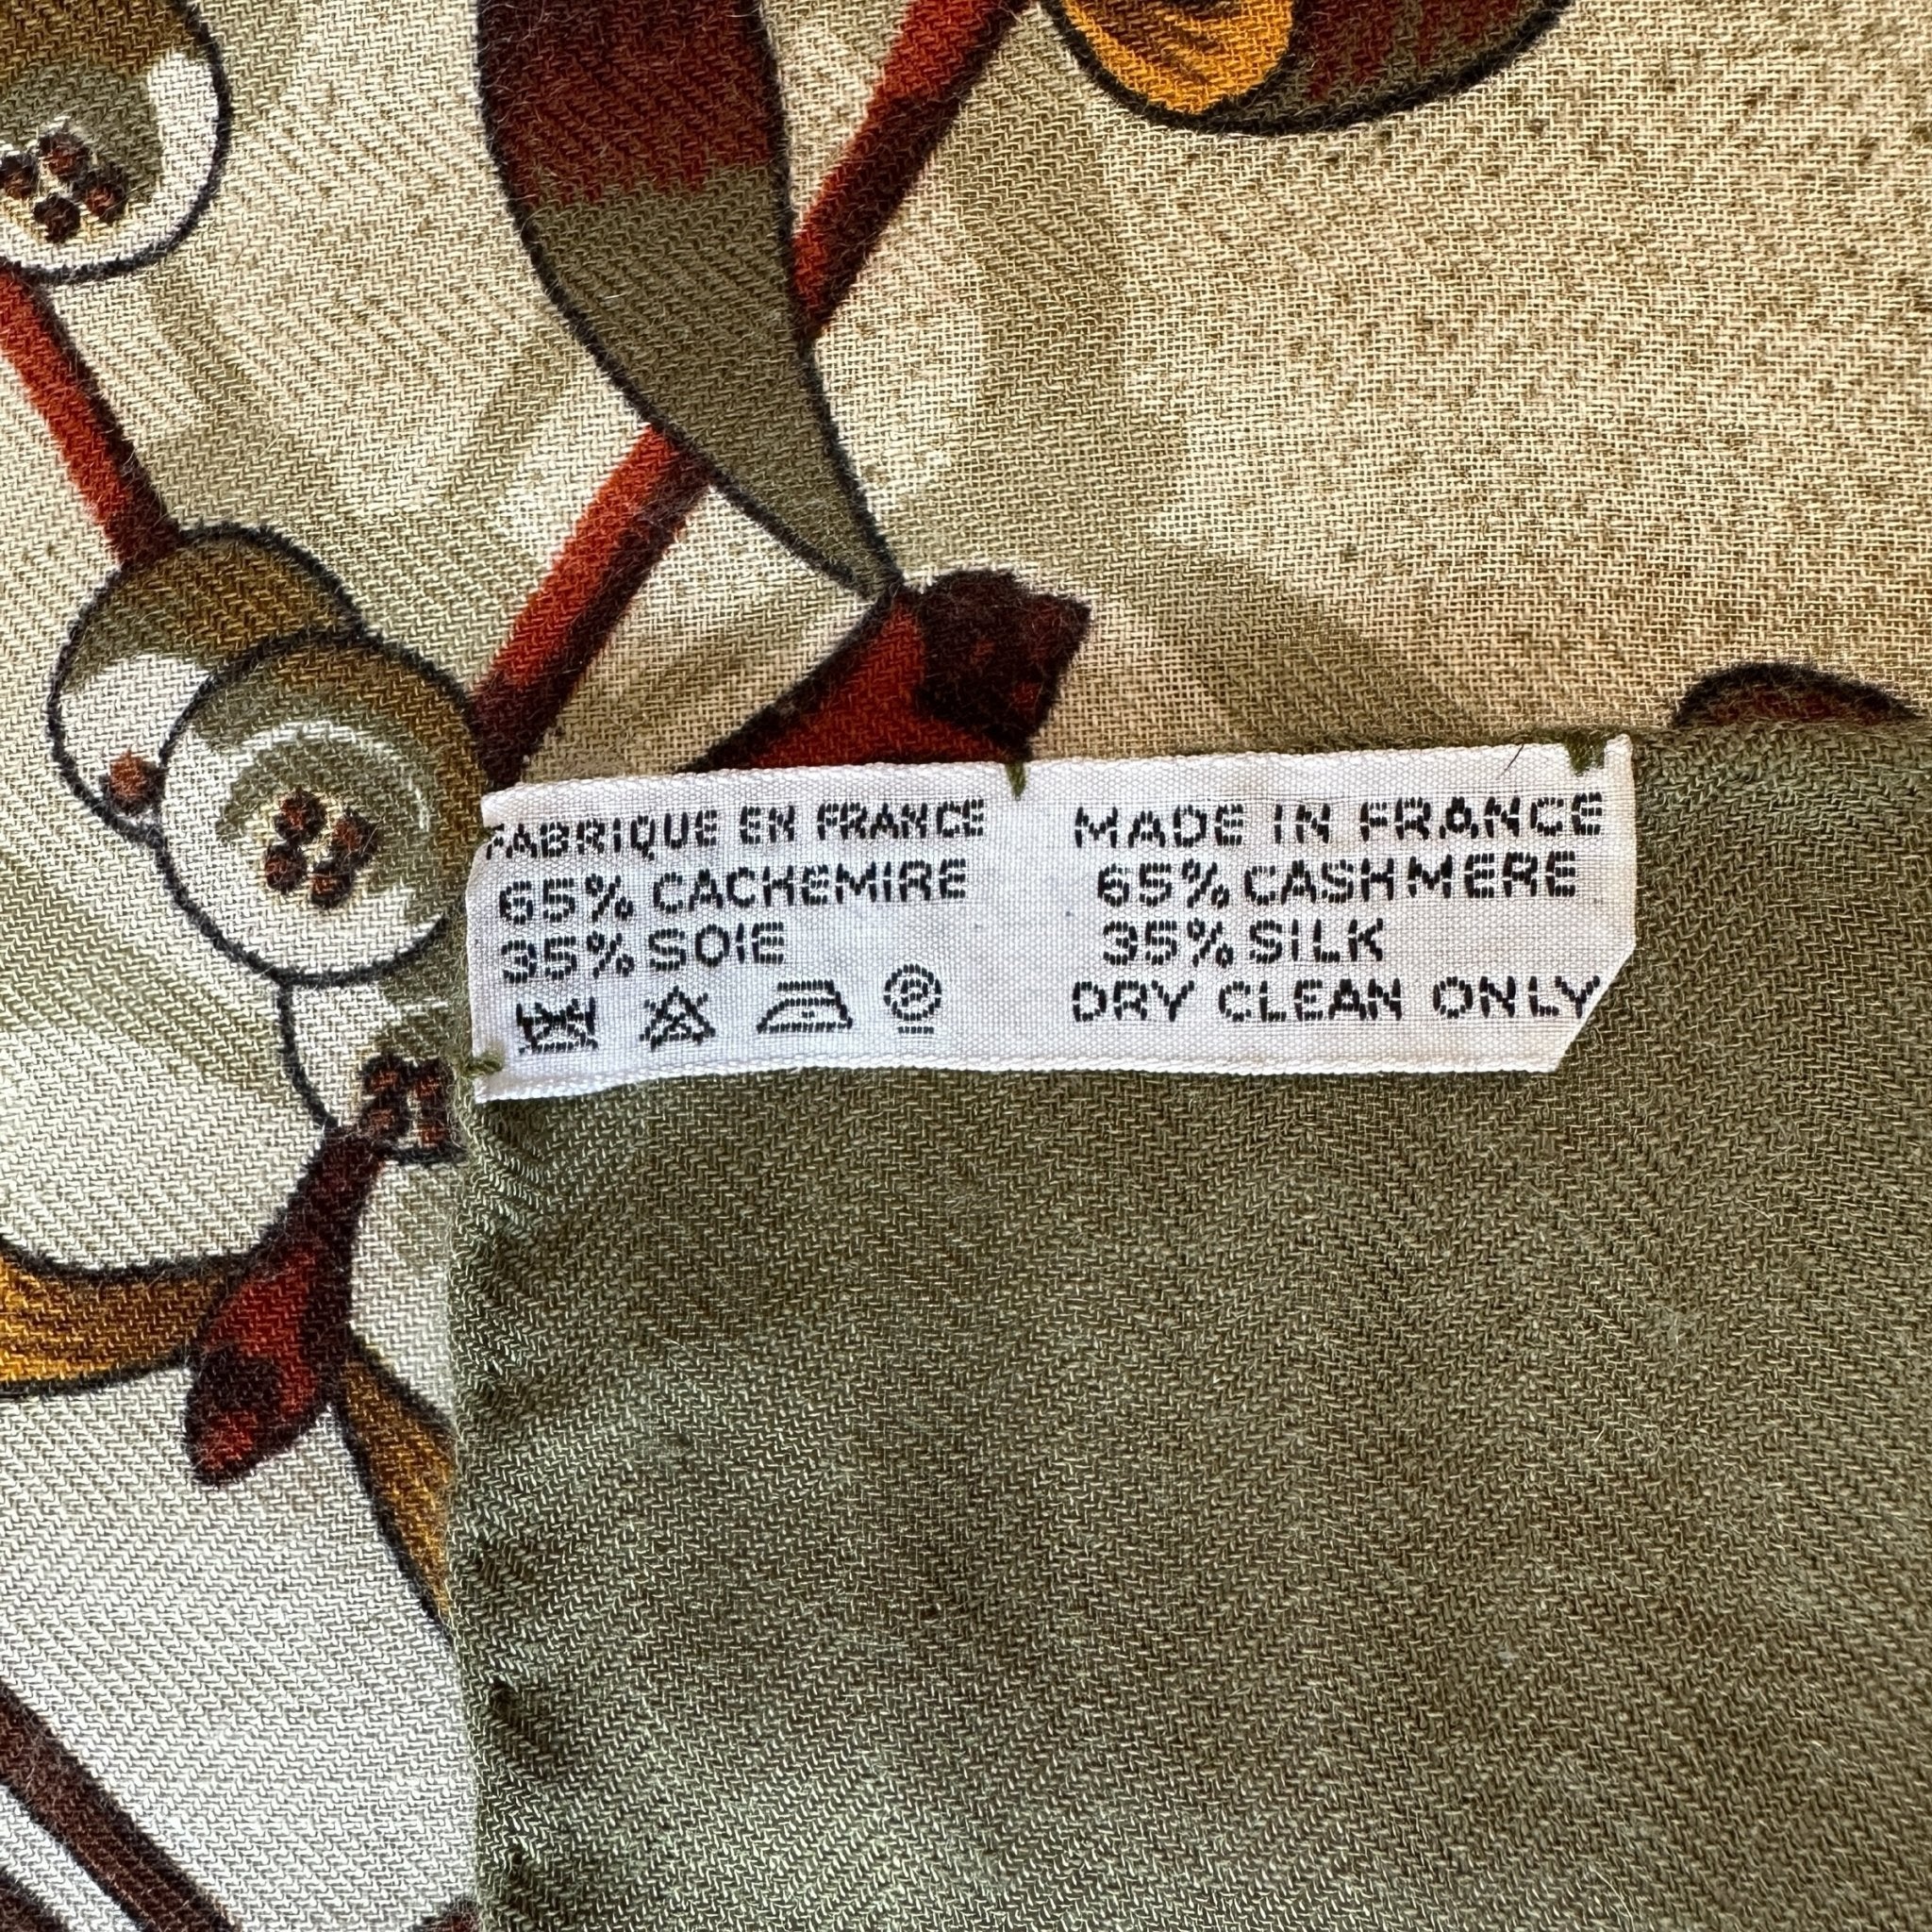 FABRIQUE EN FRANCE
65% CACHEMIRE
35% SOIE
P
MADE IN FRANCE
65% CASHMERE
35% SILK
DRY CLEAN ONLY